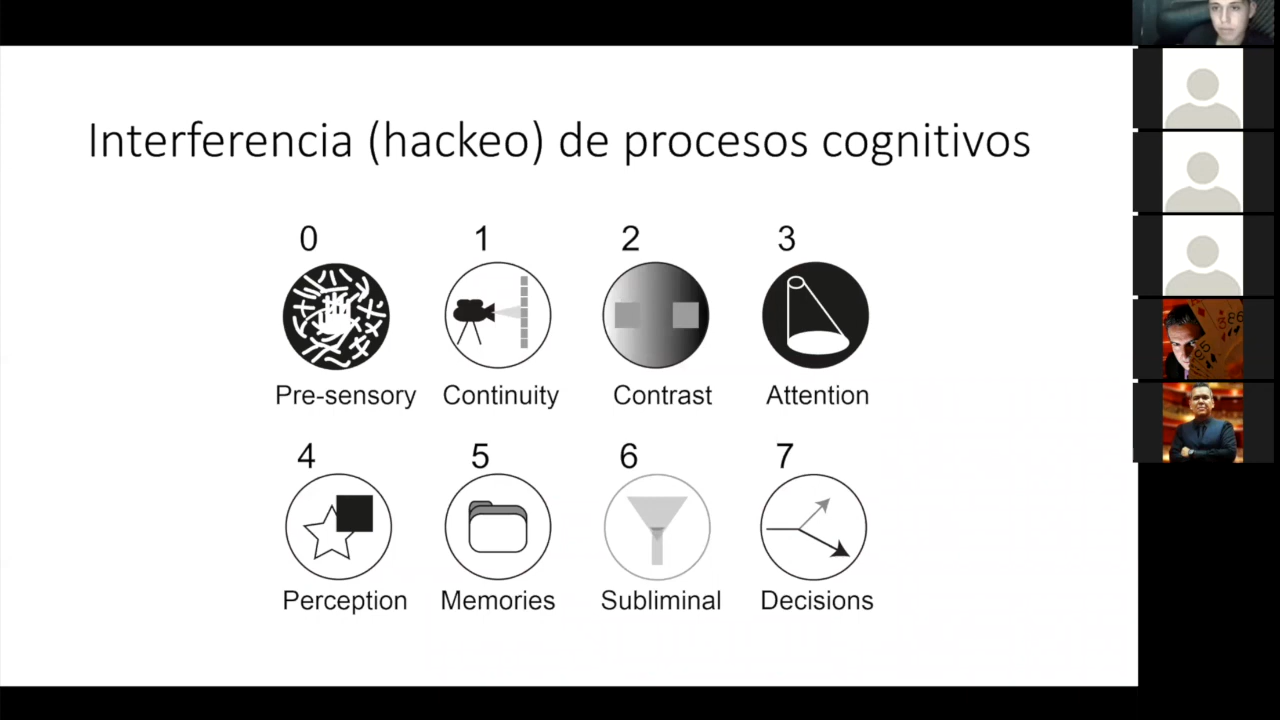 Interferencia (hackeo) de procesos cognitivos
0 1 2 3
Pre-sensory Continuity Contrast Attention
4 5 6 7
Perception Memories Subliminal Decisions